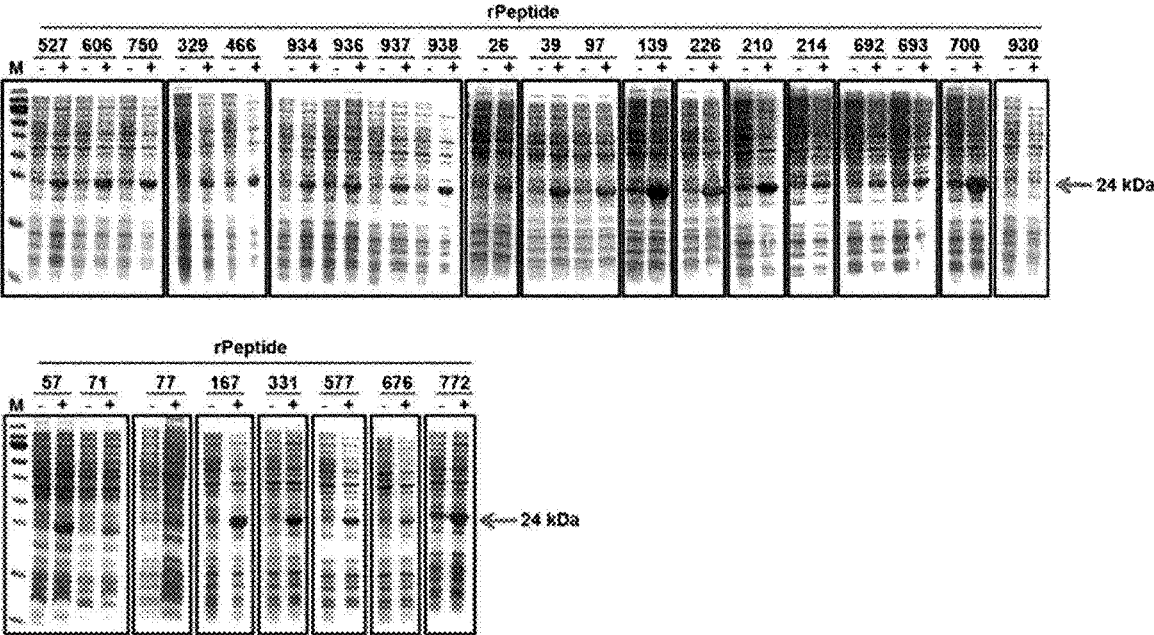 rPeptide
527 606 750 329 466 934 936 937 938 26 39 97 139 226 210 214 692 693 700 930
M - + - + - + - + - + - + - + - + - + - + - + - + - + - + - + - + - + - + - + - +
24 kDa
rPeptide
57 71 77 167 331 577 676 772
M - + - + - + - + - + - + - + - +
24 kDa